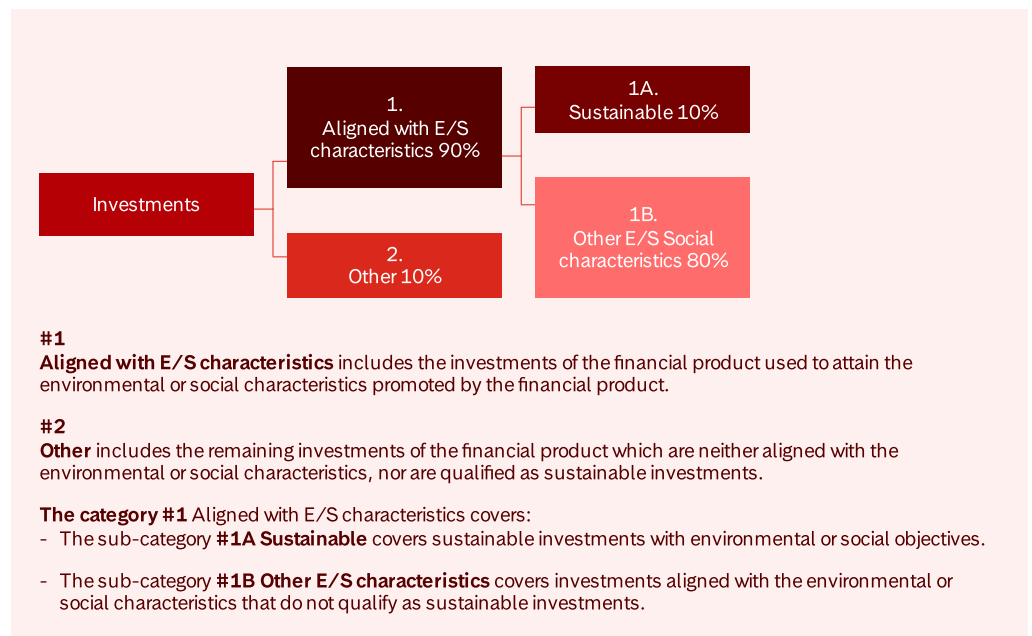 1.
Aligned with E/S
characteristics 90%
1A.
Sustainable 10%
Investments
1B.
Other E/S Social
characteristics 80%
2.
Other 10%
#1
Aligned with E/S characteristics includes the investments of the financial product used to attain the
environmental or social characteristics promoted by the financial product.
#2
Other includes the remaining investments of the financial product which are neither aligned with the
environmental or social characteristics, nor are qualified as sustainable investments.
The category #1 Aligned with E/S characteristics covers:
- The sub-category #1A Sustainable covers sustainable investments with environmental or social objectives.
- The sub-category #1B Other E/S characteristics covers investments aligned with the environmental or
social characteristics that do not qualify as sustainable investments.